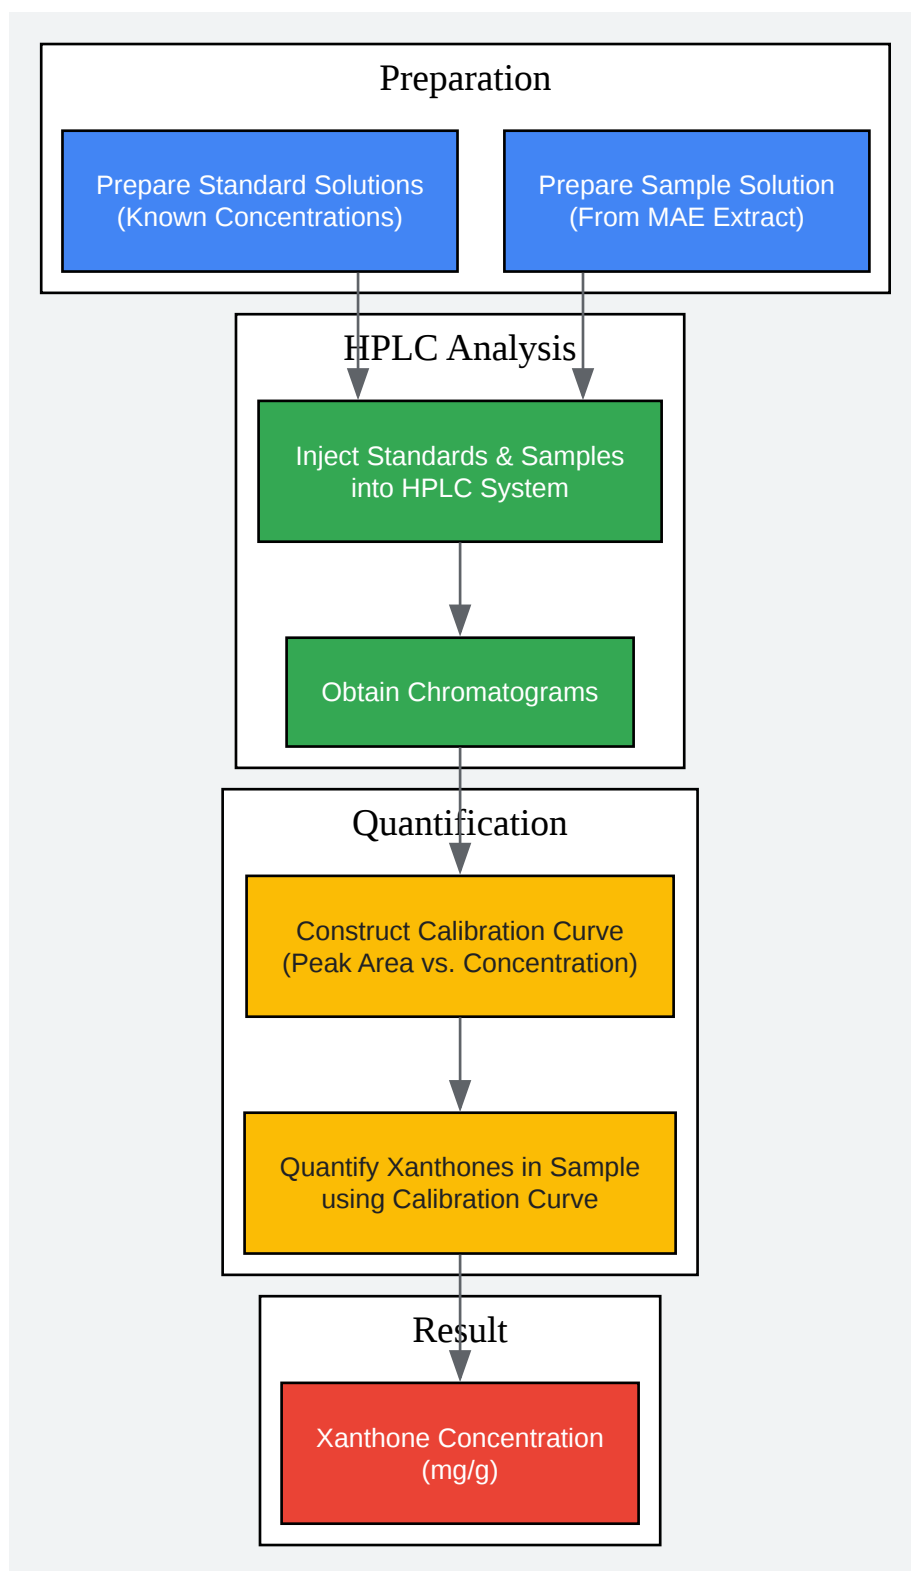 Preparation
Prepare Standard Solutions
(Known Concentrations)
Prepare Sample Solution
(From MAE Extract)
HPLC Analysis
Inject Standards & Samples
into HPLC System
Obtain Chromatograms
Quantification
Construct Calibration Curve
(Peak Area vs. Concentration)
Quantify Xanthones in Sample
using Calibration Curve
Result
Xanthone Concentration
(mg/g)